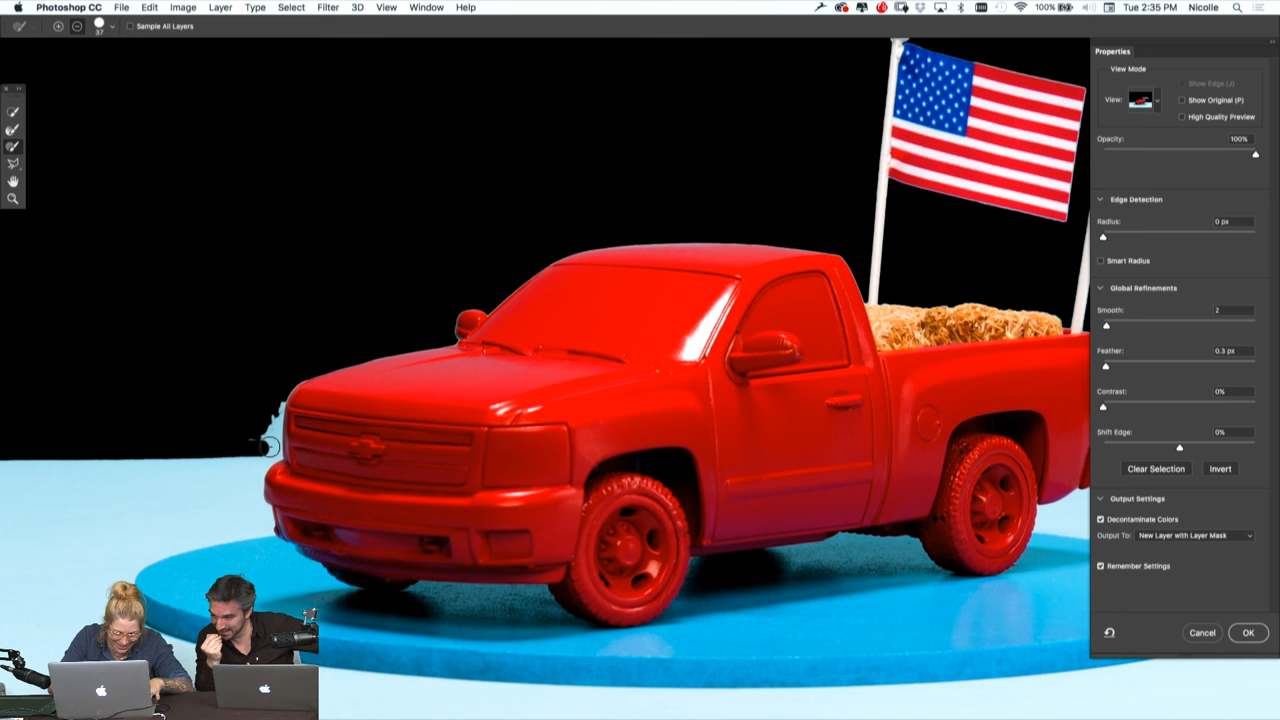 Photoshop CC File Edit Image Layer Type Select Filter 3D View Window Help 100% Tue 2:35 PM Nicolle
37 Sample All Layers
Properties
View Mode
Show Edge (J)
View: Show Original (P)
High Quality Preview
Opacity: 100%
Edge Detection
Radius: 0 px
Smart Radius
Global Refinements
Smooth: 2
Feather: 0.3 px
Contrast: 0%
Shift Edge: 0%
Clear Selection Invert
Output Settings
Decontaminate Colors
Output To: New Layer with Layer Mask
Remember Settings
Cancel OK